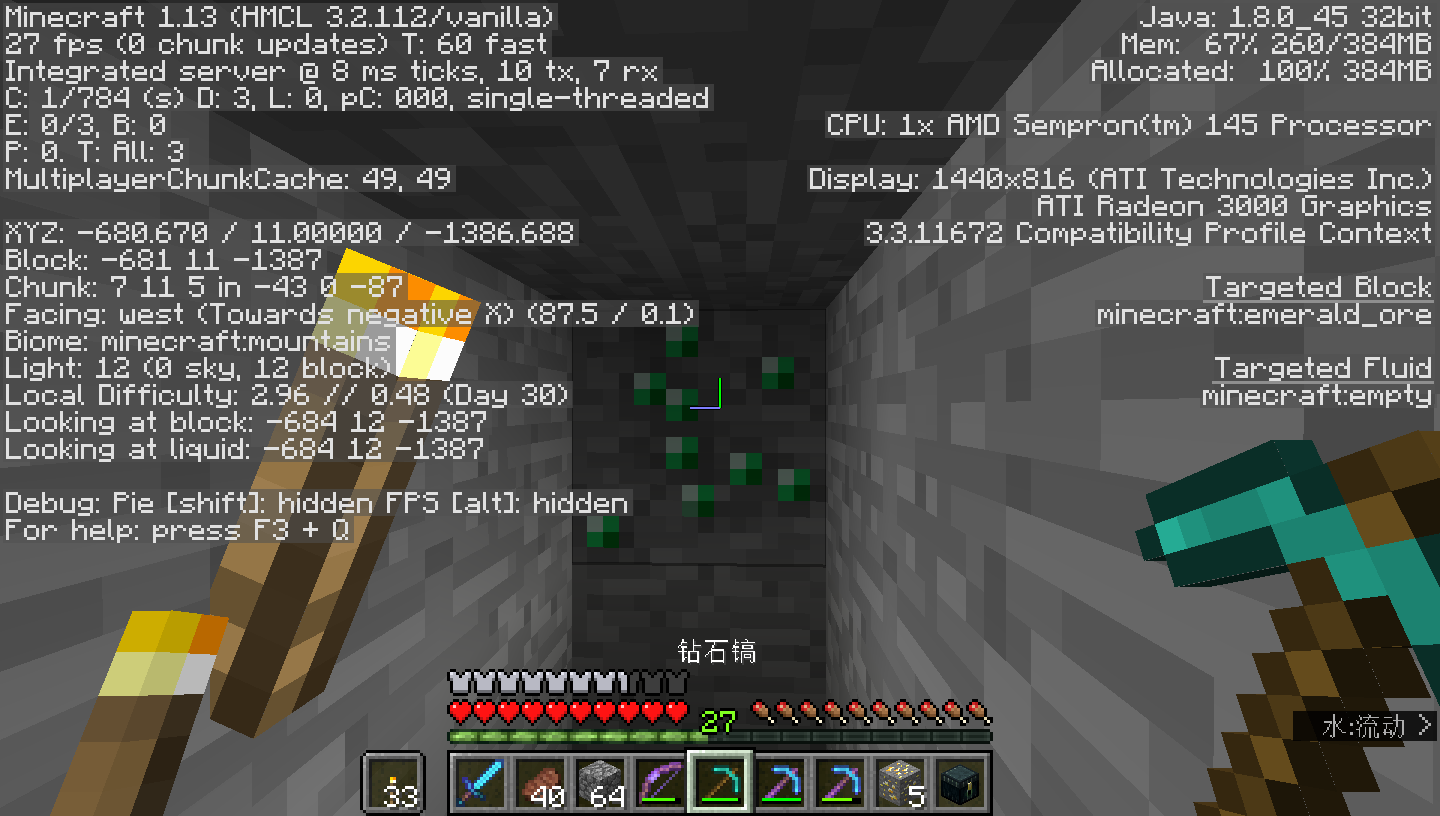 Minecraft 1.13 (HMCL 3.2.112/vanilla)
27 fps (0 chunk updates) T: 60 fast
Integrated server @ 8 ms ticks, 10 tx, 7 rx
C: 1/784 (s) D: 3, L: 0, pC: 000, single-threaded
E: 0/3, B: 0
P: 0. T: All: 3
MultiplayerChunkCache: 49, 49
XYZ: -680.670 / 11.00000 / -1386.688
Block: -681 11 -1387
Chunk: 7 11 5 in -43 0 -87
Facing: west (Towards negative X) (87.5 / 0.1)
Biome: minecraft:mountains
Light: 12 (0 sky, 12 block)
Local Difficulty: 2.96 // 0.48 (Day 30)
Looking at block: -684 12 -1387
Looking at liquid: -684 12 -1387
Debug: Pie [shift]: hidden FPS [alt]: hidden
For help: press F3 + Q
Java: 1.8.0_45 32bit
Mem: 67% 260/384MB
Allocated: 100% 384MB
CPU: 1x AMD Sempron(tm) 145 Processor
Display: 1440x816 (ATI Technologies Inc.)
ATI Radeon 3000 Graphics
3.3.11672 Compatibility Profile Context
Targeted Block
minecraft:emerald_ore
Targeted Fluid
minecraft:empty
钻石镐
水:流动 >
27
33
40
64
5